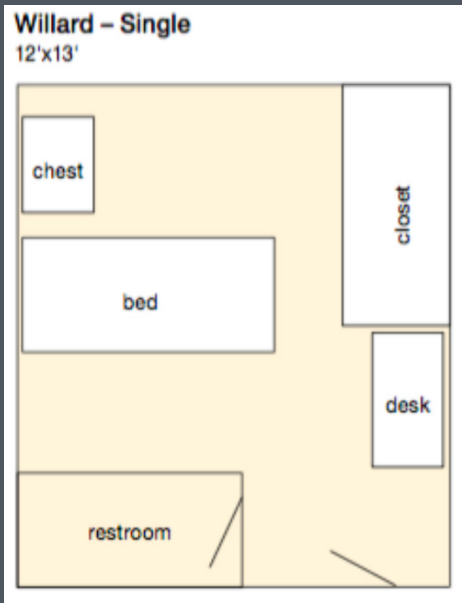 Willard – Single
12'x13'
chest
closet
bed
desk
restroom